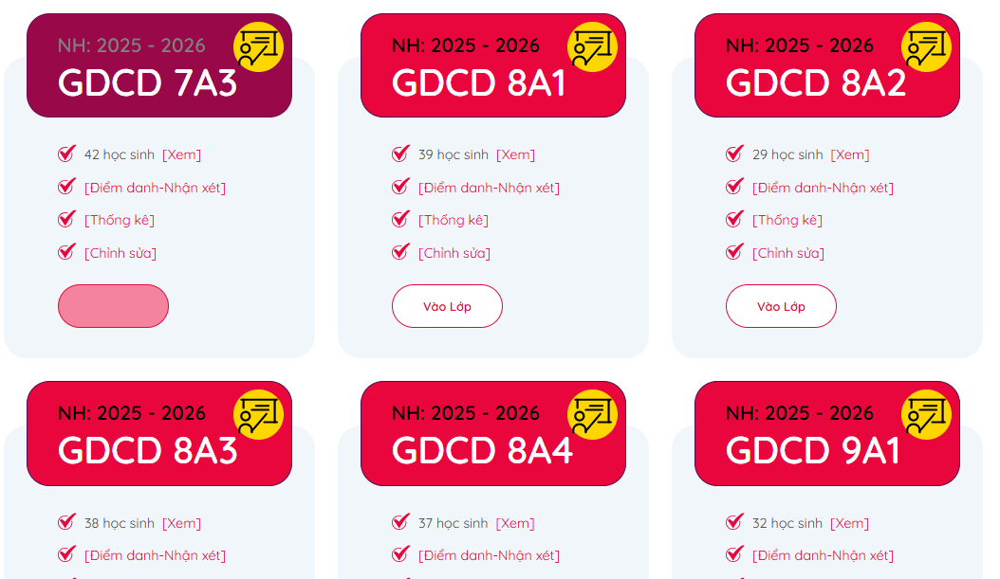 NH: 2025 - 2026
GDCD 7A3
42 học sinh [Xem]
[Điểm danh-Nhận xét]
[Thống kê]
[Chỉnh sửa]
NH: 2025 - 2026
GDCD 8A1
39 học sinh [Xem]
[Điểm danh-Nhận xét]
[Thống kê]
[Chỉnh sửa]
Vào Lớp
NH: 2025 - 2026
GDCD 8A2
29 học sinh [Xem]
[Điểm danh-Nhận xét]
[Thống kê]
[Chỉnh sửa]
Vào Lớp
NH: 2025 - 2026
GDCD 8A3
38 học sinh [Xem]
[Điểm danh-Nhận xét]
NH: 2025 - 2026
GDCD 8A4
37 học sinh [Xem]
[Điểm danh-Nhận xét]
NH: 2025 - 2026
GDCD 9A1
32 học sinh [Xem]
[Điểm danh-Nhận xét]